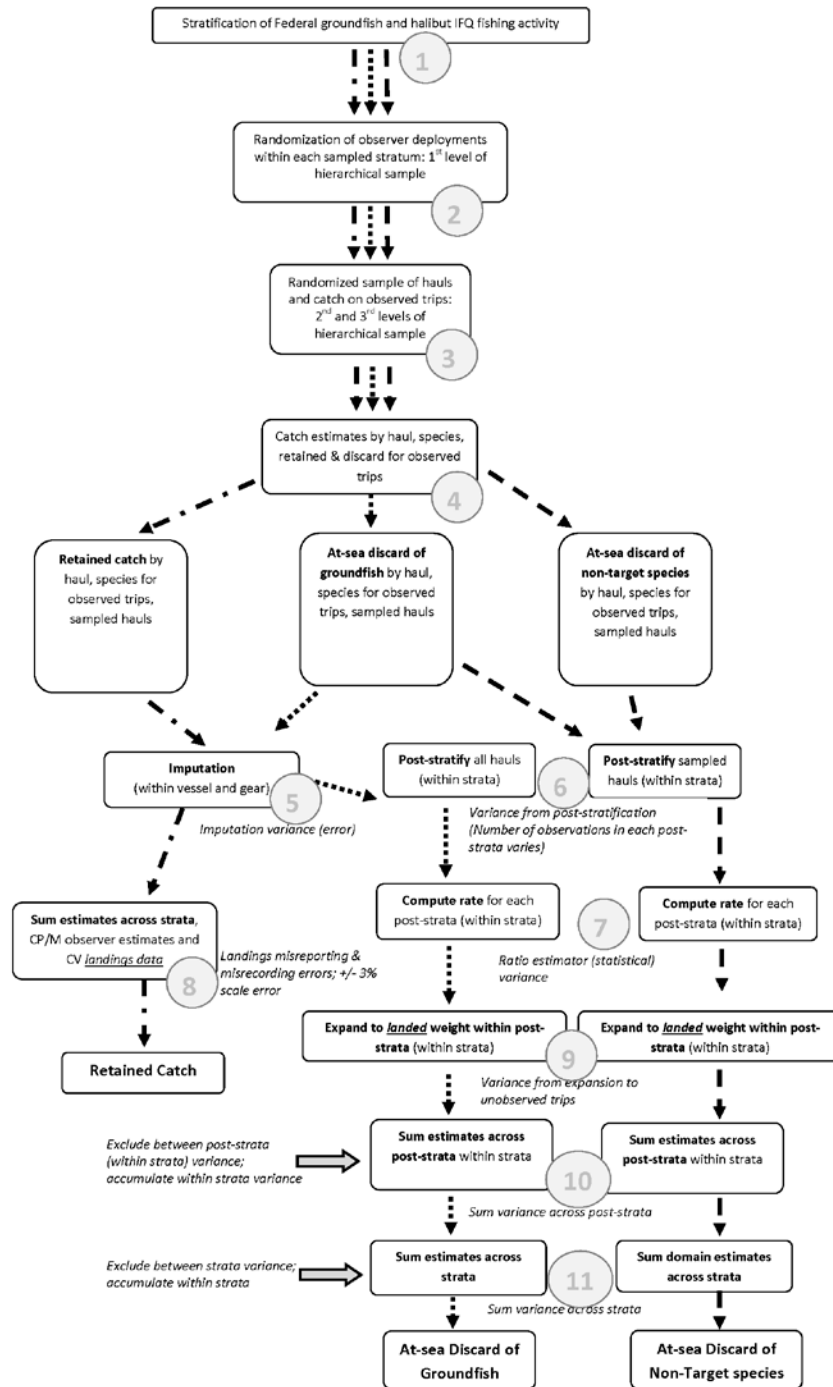 Stratification of Federal groundfish and halibut IFQ fishing activity
1
Randomization of observer deployments
within each sampled stratum: 1st level of
hierarchical sample
2
Randomized sample of hauls
and catch on observed trips:
2nd and 3rd levels of
hierarchical sample
3
Catch estimates by haul, species,
retained & discard for observed
trips
4
Retained catch by
haul, species for
observed trips,
sampled hauls
At-sea discard of
groundfish by haul,
species for observed
trips, sampled hauls
At-sea discard of
non-target species
by haul, species for
observed trips,
sampled hauls
Imputation
(within vessel and gear)
5
Imputation variance (error)
Post-stratify all hauls
(within strata)
6
Post-stratify sampled
hauls (within strata)
Variance from post-stratification
(Number of observations in each post-
strata varies)
Compute rate for each
post-strata (within strata)
7
Compute rate for each
post-strata (within strata)
Ratio estimator (statistical)
variance
Sum estimates across strata,
CP/M observer estimates and
CV landings data
8
Landings misreporting &
misrecording errors; +/- 3%
scale error
Retained Catch
Expand to landed weight within post-
strata (within strata)
9
Expand to landed weight within post-
strata (within strata)
Variance from expansion to
unobserved trips
Exclude between post-strata
(within strata) variance;
accumulate within strata variance
Sum estimates across
post-strata within strata
10
Sum estimates across
post-strata within strata
Sum variance across post-strata
Exclude between strata variance;
accumulate within strata
Sum estimates across
strata
11
Sum domain estimates
across strata
Sum variance across strata
At-sea Discard of
Groundfish
At-sea Discard of
Non-Target species